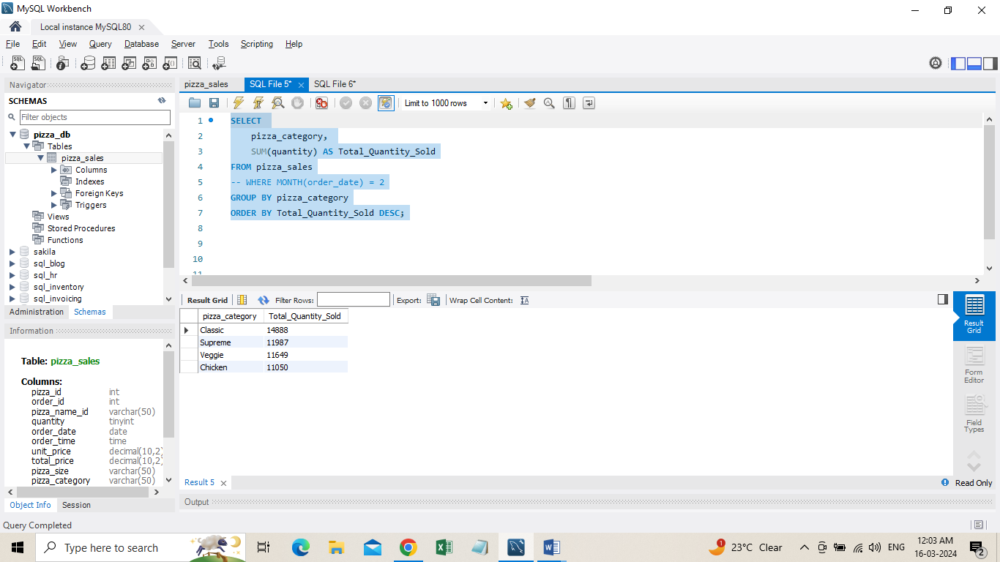 MySQL Workbench
Local instance MySQL80
File Edit View Query Database Server Tools Scripting Help
Navigator
SCHEMAS
Filter objects
pizza_db
Tables
pizza_sales
Columns
Indexes
Foreign Keys
Triggers
Views
Stored Procedures
Functions
sakila
sql_blog
sql_hr
sql_inventory
sql_invoicing
Administration Schemas
Information
Table: pizza_sales
Columns:
pizza_id int
order_id int
pizza_name_id varchar(50)
quantity tinyint
order_date date
order_time time
unit_price decimal(10,2)
total_price decimal(10,2)
pizza_size varchar(50)
pizza_category varchar(50)
Object Info Session
pizza_sales SQL File 5* SQL File 6*
Limit to 1000 rows
1 SELECT
2 pizza_category,
3 SUM(quantity) AS Total_Quantity_Sold
4 FROM pizza_sales
5 -- WHERE MONTH(order_date) = 2
6 GROUP BY pizza_category
7 ORDER BY Total_Quantity_Sold DESC;
8
9
10
11
Result Grid Filter Rows: Export: Wrap Cell Content:
pizza_category Total_Quantity_Sold
Classic 14888
Supreme 11987
Veggie 11649
Chicken 11050
Result Grid
Form Editor
Field Types
Result 5
Read Only
Output
Query Completed
Type here to search
1
23°C Clear
ENG
12:03 AM
16-03-2024
2